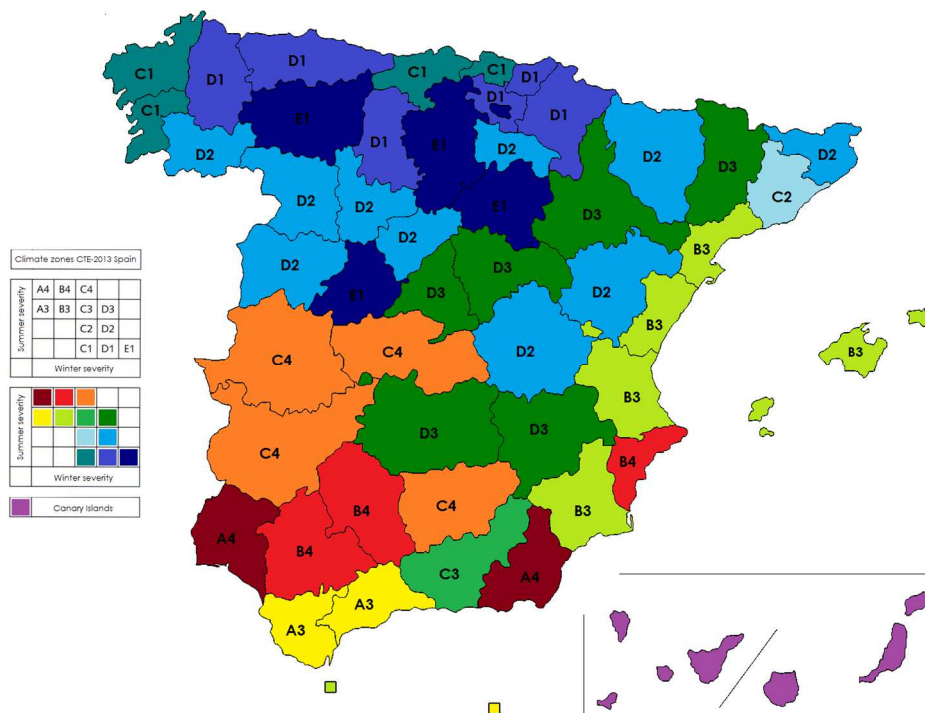 C1
D1
D1
C1
C1
D1
D1
D1
C1
E1
D1
E1
D2
D2
D2
D3
D2
C2
D2
D2
E1
D3
B3
D2
D2
D3
E1
D3
D2
B3
C4
C4
D2
B3
B3
C4
D3
D3
B4
A4
B4
B4
C4
B3
C3
A4
A3
A3
Climate zones CTE-2013 Spain
Summer severity
A4 B4 C4
A3 B3 C3 D3
C2 D2
C1 D1 E1
Winter severity
Summer severity
Winter severity
Canary Islands